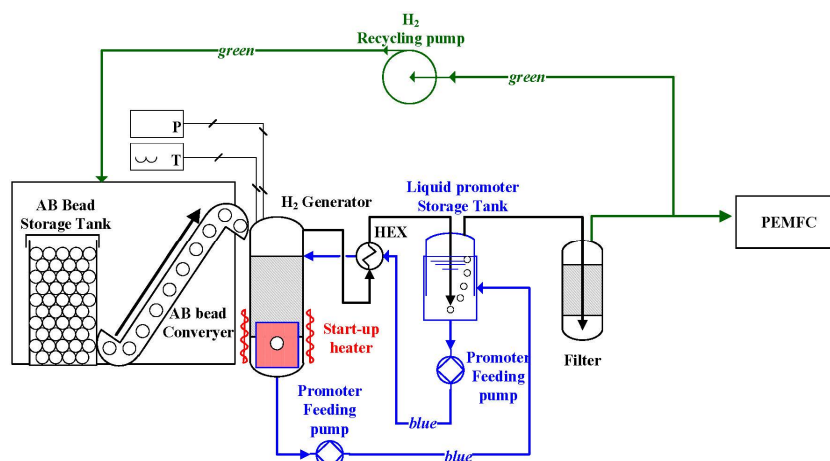 H2
Recycling pump
green
green
P
T
AB Bead
Storage Tank
H2 Generator
Liquid promoter
Storage Tank
HEX
PEMFC
AB bead
Converyer
Start-up
heater
Promoter
Feeding
pump
Filter
Promoter
Feeding
pump
blue
blue